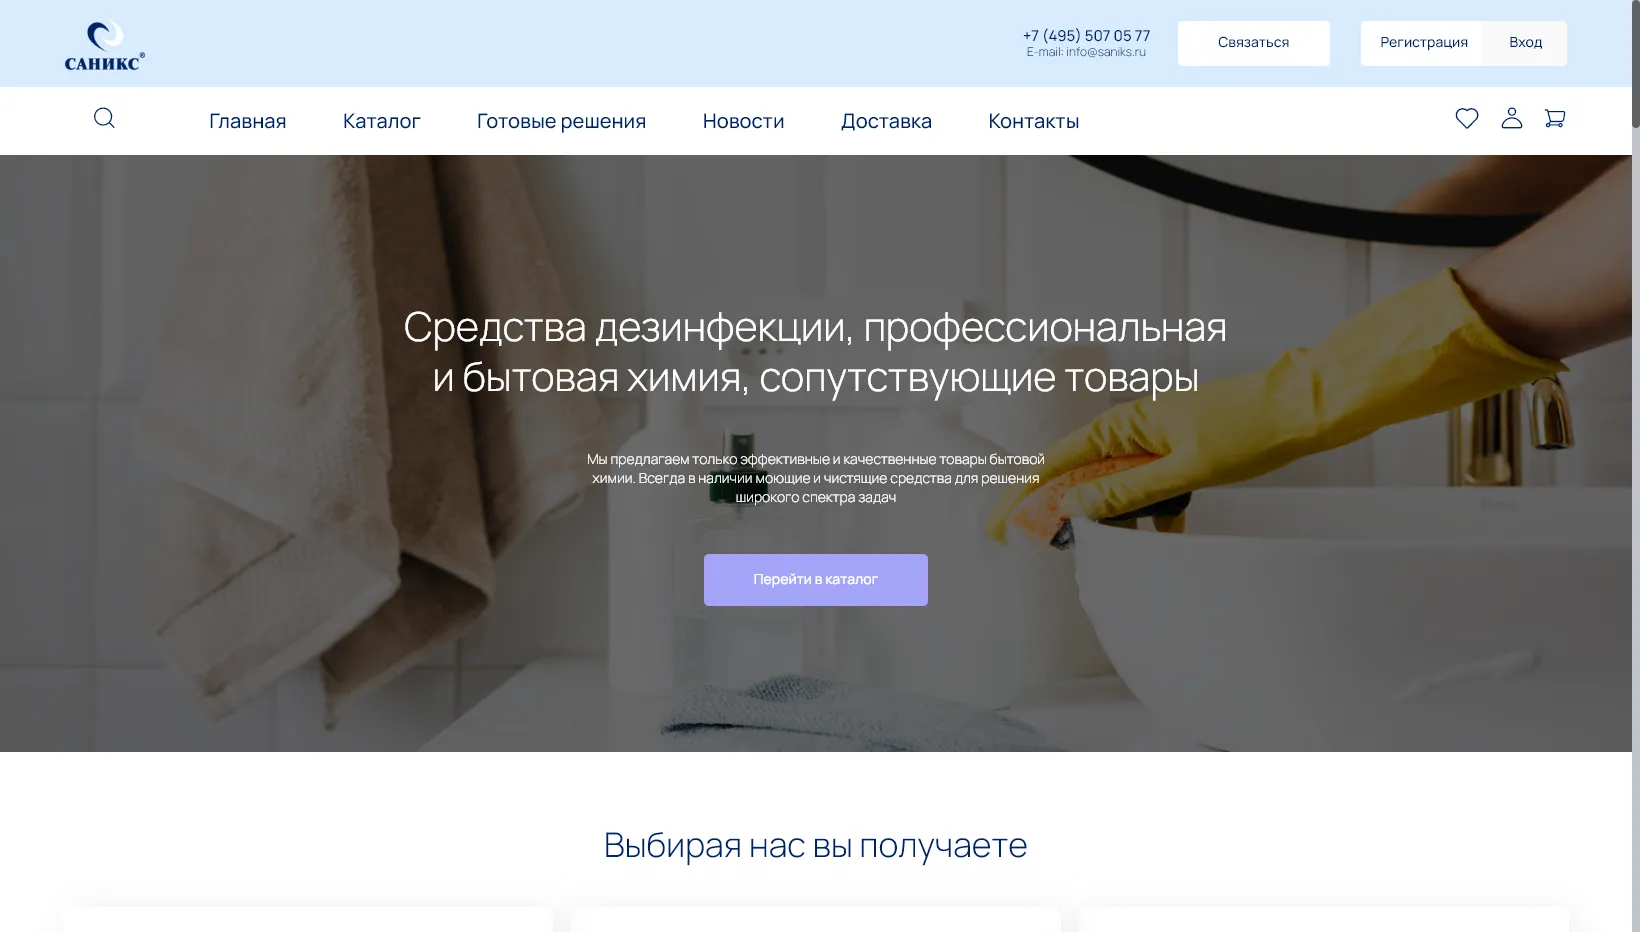 САНИКС®
+7 (495) 507 05 77
E-mail: info@saniks.ru
Связаться
Регистрация
Вход
Главная
Каталог
Готовые решения
Новости
Доставка
Контакты
Средства дезинфекции, профессиональная
и бытовая химия, сопутствующие товары
Мы предлагаем только эффективные и качественные товары бытовой
химии. Всегда в наличии моющие и чистящие средства для решения
широкого спектра задач
Перейти в каталог
Выбирая нас вы получаете